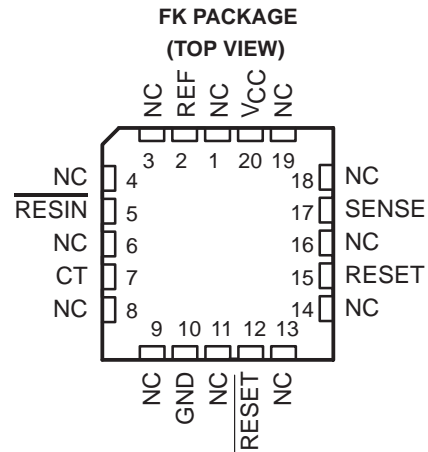 FK PACKAGE
(TOP VIEW)
NC REF NC VCC NC
3 2 1 20 19
NC 4 18 NC
RESIN 5 17 SENSE
NC 6 16 NC
CT 7 15 RESET
NC 8 14 NC
9 10 11 12 13
NC GND NC RESET NC